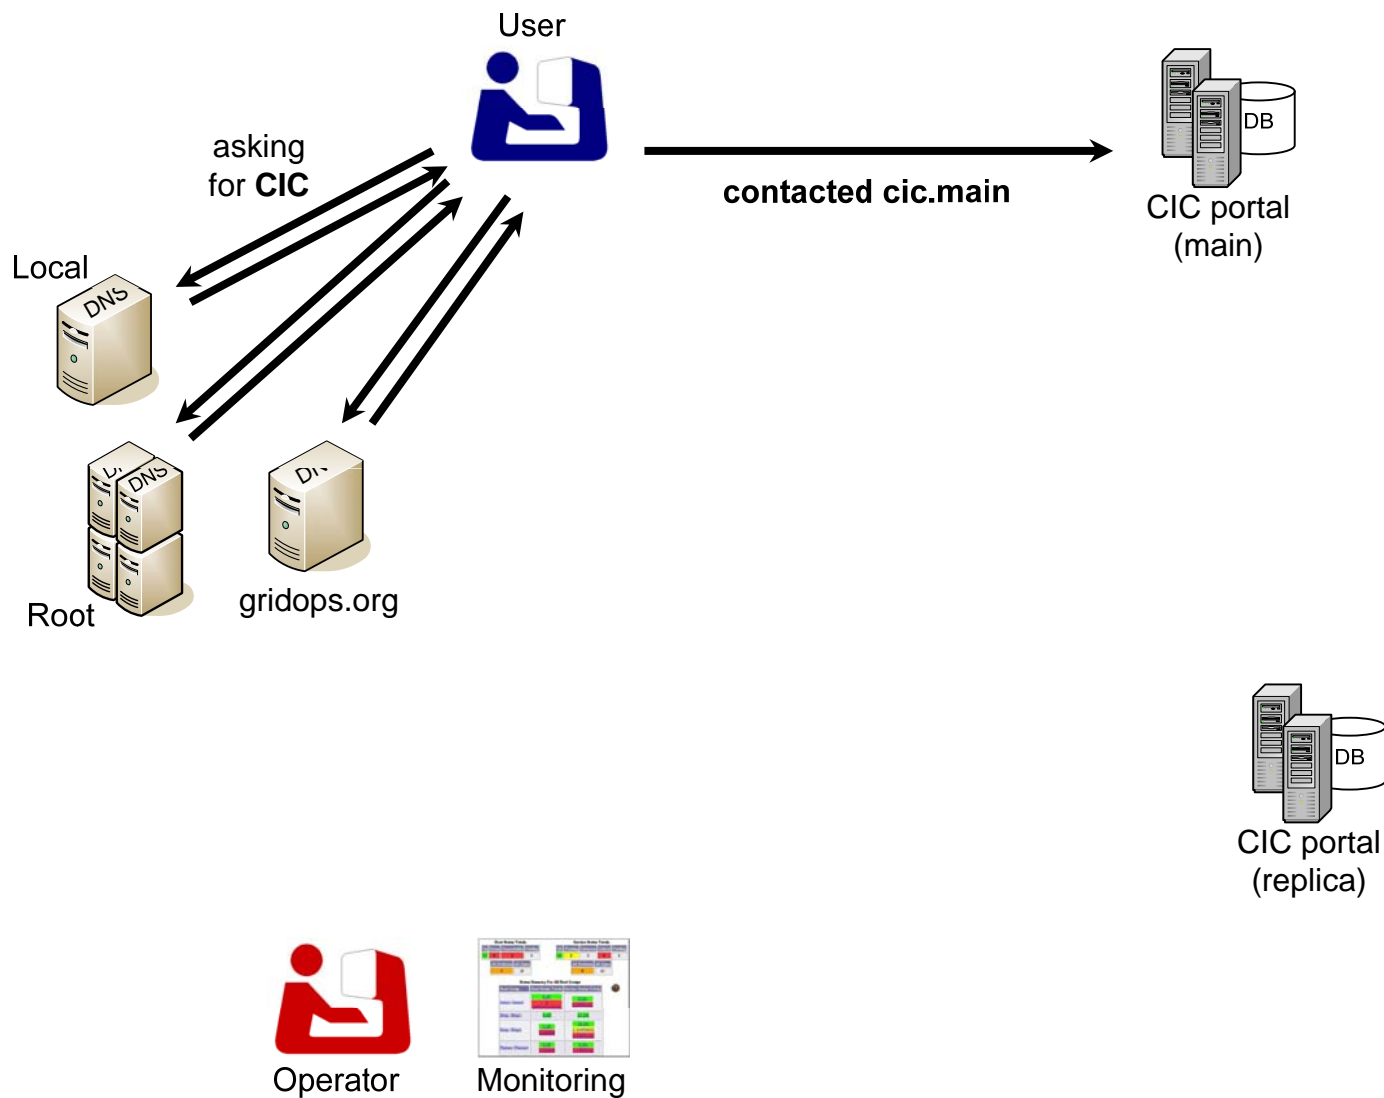 User
asking
for CIC
contacted cic.main
DB
CIC portal
(main)
Local
DNS
DNS
Root
gridops.org
DB
CIC portal
(replica)
Operator
Monitoring